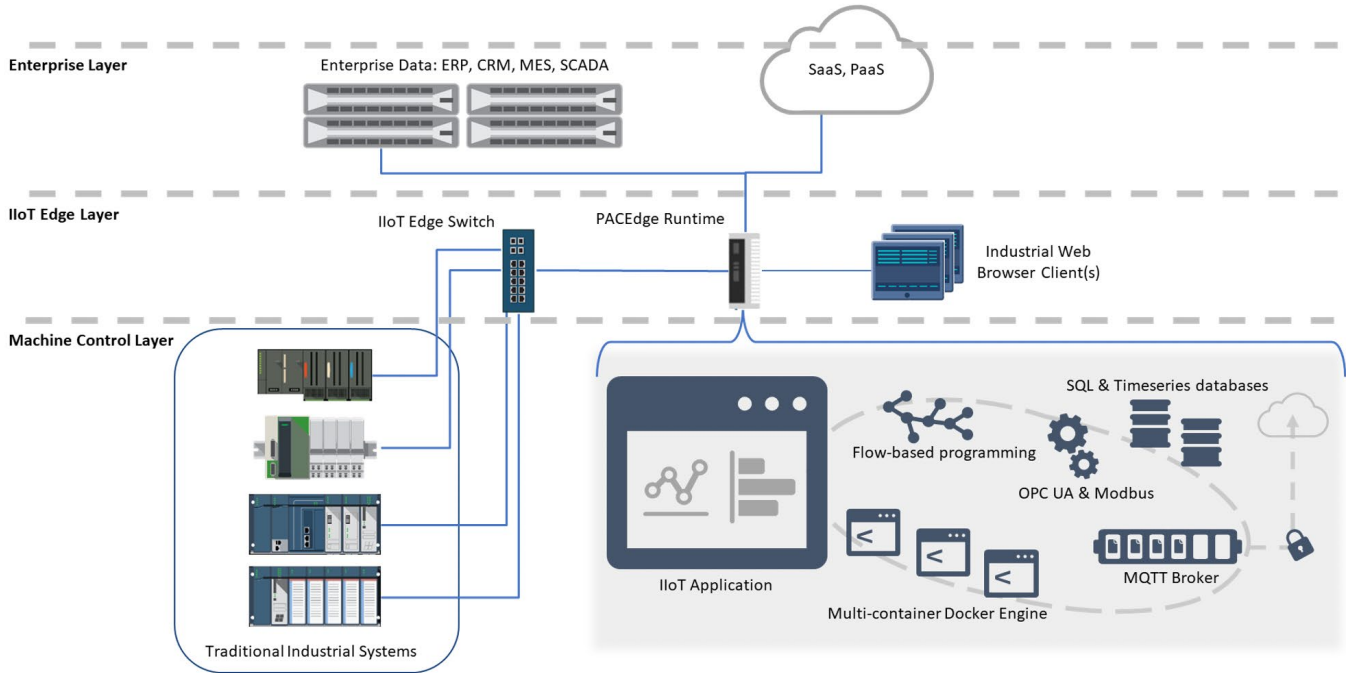 Enterprise Layer
Enterprise Data: ERP, CRM, MES, SCADA
SaaS, PaaS
IIoT Edge Layer
IIoT Edge Switch
PACEdge Runtime
Industrial Web
Browser Client(s)
Machine Control Layer
Traditional Industrial Systems
IIoT Application
Flow-based programming
SQL & Timeseries databases
OPC UA & Modbus
<
<
<
Multi-container Docker Engine
MQTT Broker